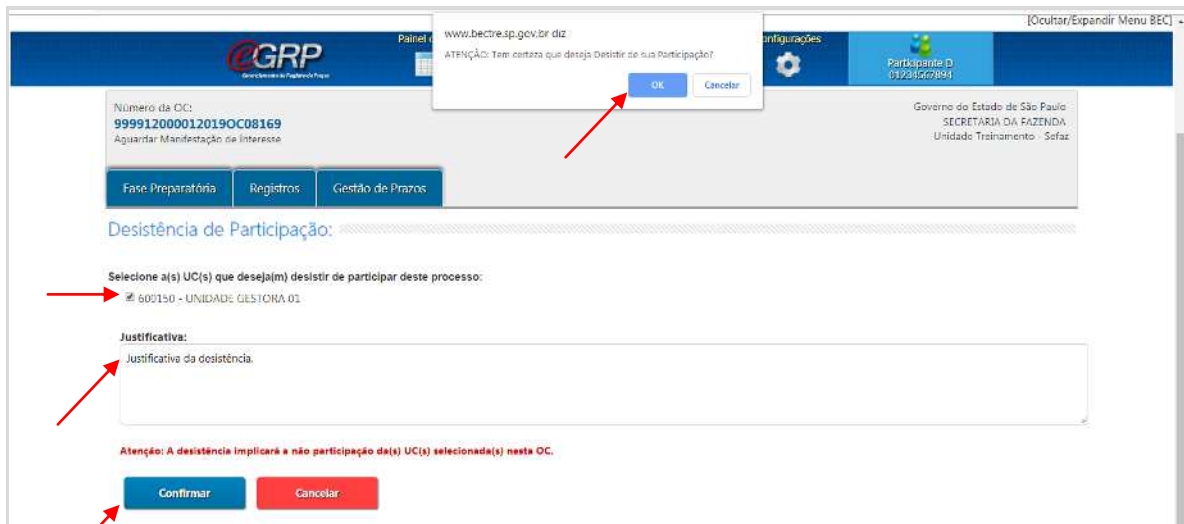 [Ocultar/Expandir Menu BEC]
www.bectre.sp.gov.br diz
ATENÇÃO: Tem certeza que deseja Desistir de sua Participação?
OK Cancelar
eGRP
Painel
onfigurações
Participante D
01234567894
Número da OC:
999912000012019OC08169
Aguardar Manifestação de Interesse
Governo do Estado de São Paulo
SECRETARIA DA FAZENDA
Unidade Treinamento - Sefaz
Fase Preparatória Registros Gestão de Prazos
Desistência de Participação:
Selecione a(s) UC(s) que deseja(m) desistir de participar deste processo:
600150 - UNIDADE GESTORA 01
Justificativa:
Justificativa da desistência.
Atenção: A desistência implicará a não participação da(s) UC(s) selecionada(s) nesta OC.
Confirmar Cancelar